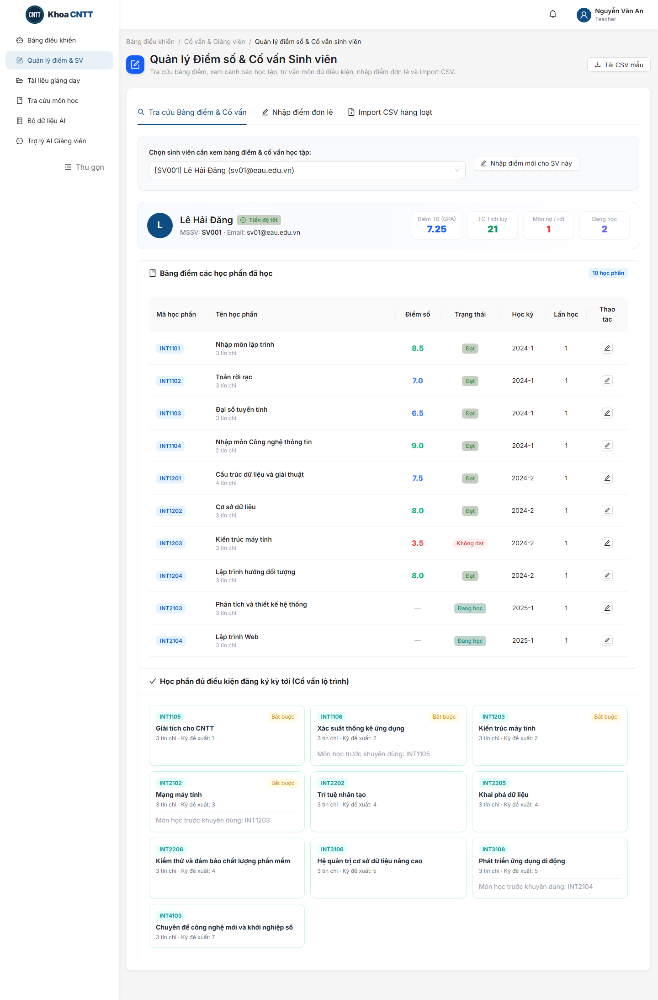 CNTT Khoa CNTT
Nguyễn Văn An
Teacher
Bảng điều khiển
Quản lý điểm & SV
Tài liệu giảng dạy
Tra cứu môn học
Bộ dữ liệu AI
Trợ lý AI Giảng viên
Thu gọn
Bảng điều khiển / Cố vấn & Giảng viên / Quản lý điểm số & Cố vấn sinh viên
Quản lý Điểm số & Cố vấn Sinh viên
Tra cứu bảng điểm, xem cảnh báo học tập, tư vấn môn đủ điều kiện, nhập điểm đơn lẻ và import CSV.
Tải CSV mẫu
Tra cứu Bảng điểm & Cố vấn
Nhập điểm đơn lẻ
Import CSV hàng loạt
Chọn sinh viên cần xem bảng điểm & cố vấn học tập:
[SV001] Lê Hải Đăng (sv01@eau.edu.vn)
Nhập điểm mới cho SV này
L
Lê Hải Đăng Tiến độ tốt
MSSV: SV001 · Email: sv01@eau.edu.vn
Điểm TB (GPA)
7.25
TC Tích lũy
21
Môn nợ / rớt
1
Đang học
2
Bảng điểm các học phần đã học
10 học phần
Mã học phần Tên học phần Điểm số Trạng thái Học kỳ Lần học Thao tác
INT1101 Nhập môn lập trình 8.5 Đạt 2024-1 1
3 tín chỉ
INT1102 Toán rời rạc 7.0 Đạt 2024-1 1
3 tín chỉ
INT1103 Đại số tuyến tính 6.5 Đạt 2024-1 1
3 tín chỉ
INT1104 Nhập môn Công nghệ thông tin 9.0 Đạt 2024-1 1
2 tín chỉ
INT1201 Cấu trúc dữ liệu và giải thuật 7.5 Đạt 2024-2 1
4 tín chỉ
INT1202 Cơ sở dữ liệu 8.0 Đạt 2024-2 1
3 tín chỉ
INT1203 Kiến trúc máy tính 3.5 Không đạt 2024-2 1
3 tín chỉ
INT1204 Lập trình hướng đối tượng 8.0 Đạt 2024-2 1
3 tín chỉ
INT2103 Phân tích và thiết kế hệ thống — Đang học 2025-1 1
3 tín chỉ
INT2104 Lập trình Web — Đang học 2025-1 1
3 tín chỉ
Học phần đủ điều kiện đăng ký kỳ tới (Cố vấn lộ trình)
INT1105 Bắt buộc
Giải tích cho CNTT
3 tín chỉ · Kỳ đề xuất: 1
INT1106 Bắt buộc
Xác suất thống kê ứng dụng
3 tín chỉ · Kỳ đề xuất: 2
Môn học trước khuyên dùng: INT1105
INT1203 Bắt buộc
Kiến trúc máy tính
3 tín chỉ · Kỳ đề xuất: 2
INT2102 Bắt buộc
Mạng máy tính
3 tín chỉ · Kỳ đề xuất: 3
Môn học trước khuyên dùng: INT1203
INT2202
Trí tuệ nhân tạo
3 tín chỉ · Kỳ đề xuất: 4
INT2205
Khai phá dữ liệu
3 tín chỉ · Kỳ đề xuất: 4
INT2206
Kiểm thử và đảm bảo chất lượng phần mềm
3 tín chỉ · Kỳ đề xuất: 4
INT3106
Hệ quản trị cơ sở dữ liệu nâng cao
3 tín chỉ · Kỳ đề xuất: 5
INT3108
Phát triển ứng dụng di động
3 tín chỉ · Kỳ đề xuất: 5
Môn học trước khuyên dùng: INT2104
INT4103
Chuyên đề công nghệ mới và khởi nghiệp số
3 tín chỉ · Kỳ đề xuất: 7